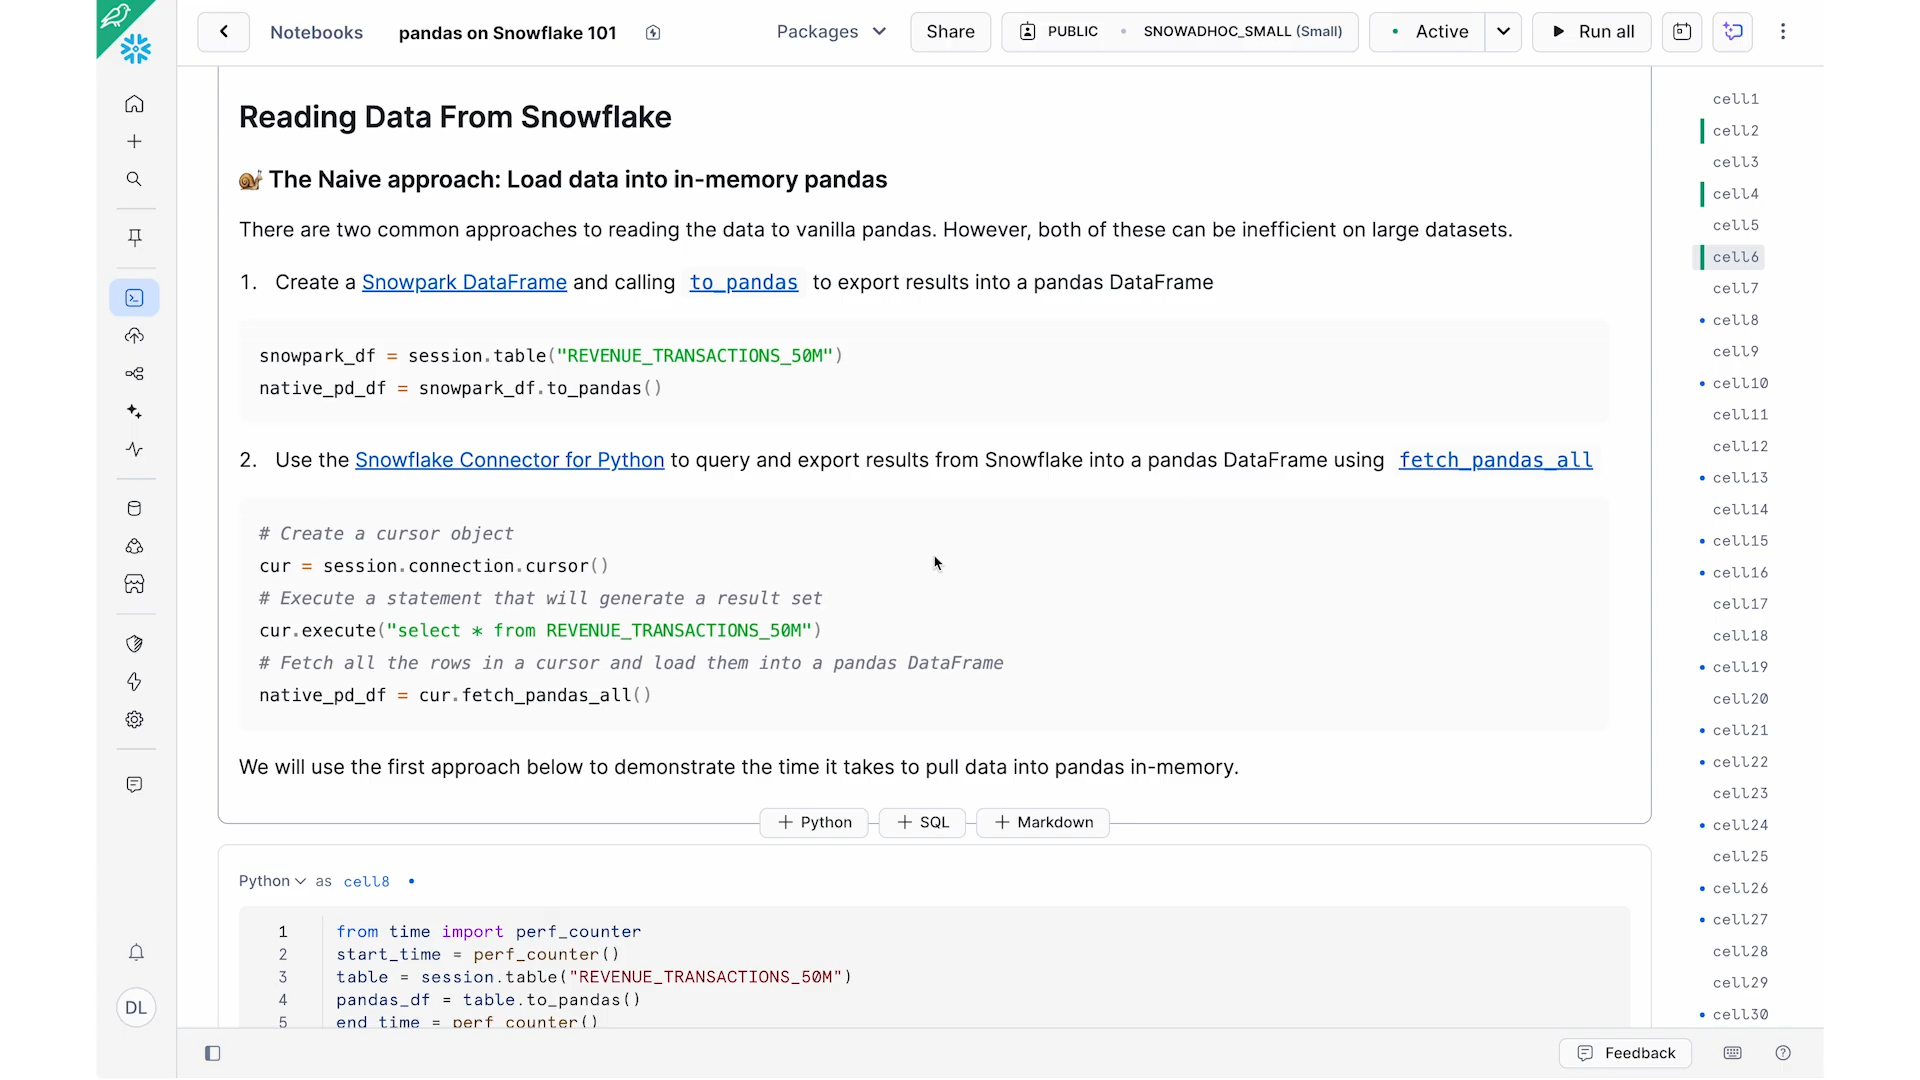 Notebooks
pandas on Snowflake 101
Packages
Share
PUBLIC • SNOWADHOC_SMALL (Small)
Active
Run all
Reading Data From Snowflake
🐌 The Naive approach: Load data into in-memory pandas
There are two common approaches to reading the data to vanilla pandas. However, both of these can be inefficient on large datasets.
1. Create a Snowpark DataFrame and calling to_pandas to export results into a pandas DataFrame
snowpark_df = session.table("REVENUE_TRANSACTIONS_50M")
native_pd_df = snowpark_df.to_pandas()
2. Use the Snowflake Connector for Python to query and export results from Snowflake into a pandas DataFrame using fetch_pandas_all
# Create a cursor object
cur = session.connection.cursor()
# Execute a statement that will generate a result set
cur.execute("select * from REVENUE_TRANSACTIONS_50M")
# Fetch all the rows in a cursor and load them into a pandas DataFrame
native_pd_df = cur.fetch_pandas_all()
We will use the first approach below to demonstrate the time it takes to pull data into pandas in-memory.
+ Python
+ SQL
+ Markdown
Python as cell8 •
1 from time import perf_counter
2 start_time = perf_counter()
3 table = session.table("REVENUE_TRANSACTIONS_50M")
4 pandas_df = table.to_pandas()
5 end_time = perf_counter()
cell1
cell2
cell3
cell4
cell5
cell6
cell7
cell8
cell9
cell10
cell11
cell12
cell13
cell14
cell15
cell16
cell17
cell18
cell19
cell20
cell21
cell22
cell23
cell24
cell25
cell26
cell27
cell28
cell29
cell30
DL
Feedback